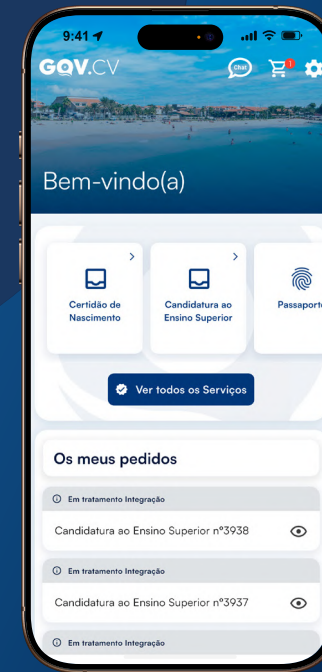 9:41
GOV.CV
Chat
1
Bem-vindo(a)
Certidão de
Nascimento
Candidatura ao
Ensino Superior
Passaporte
Ver todos os Serviços
Os meus pedidos
Em tratamento Integração
Candidatura ao Ensino Superior nº3938
Em tratamento Integração
Candidatura ao Ensino Superior nº3937
Em tratamento Integração